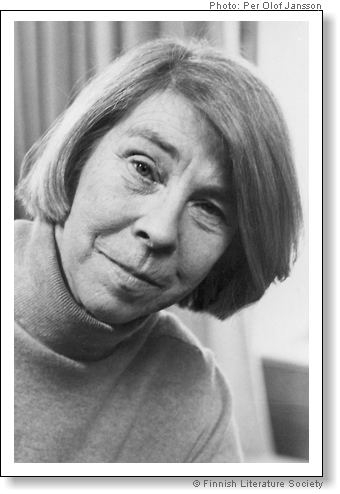 Photo: Per Olof Jansson
© Finnish Literature Society